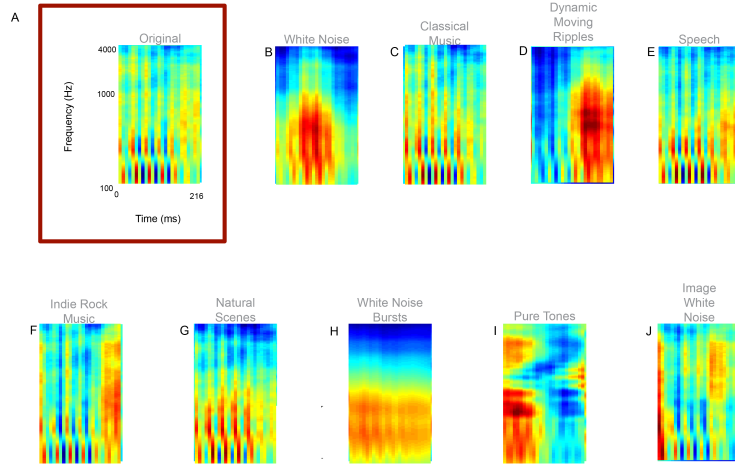 A
Original
4000
1000
100
Frequency (Hz)
0
216
Time (ms)
B
White Noise
C
Classical
Music
D
Dynamic
Moving
Ripples
E
Speech
F
Indie Rock
Music
G
Natural
Scenes
H
White Noise
Bursts
I
Pure Tones
J
Image
White
Noise